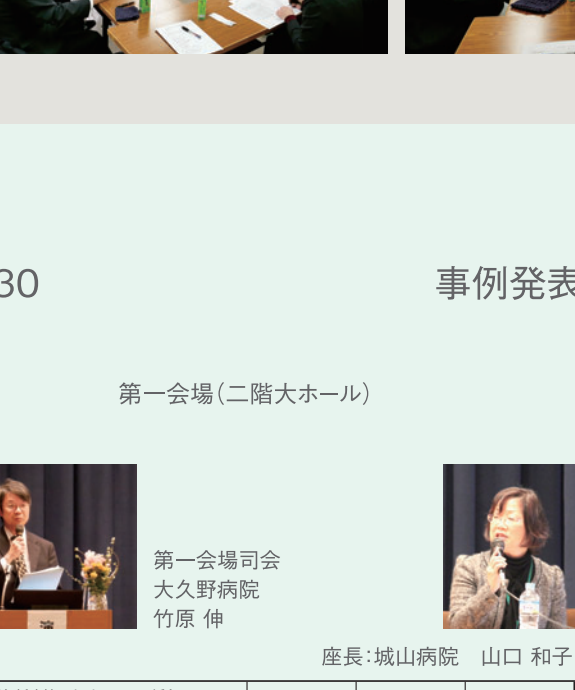 30
事例発表
第一会場（二階大ホール）
第一会場司会
大久野病院
竹原 伸
座長：城山病院　山口 和子